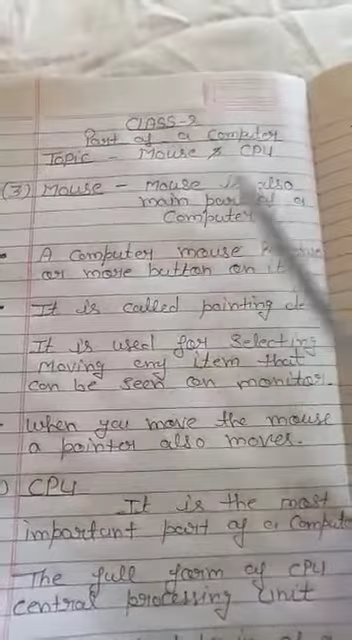 CLASS-2
Part of a computer
Topic - Mouse & CPU
(3) Mouse - Mouse is also
main part of a
Computer
A computer mouse
or more button on it
It is called pointing de
It is used for selecting
Moving any item that
can be seen on monitor.
When you move the mouse
a pointer also moves.
CPU
It is the most
important part of a Compute
The full form of CPU
central processing Unit